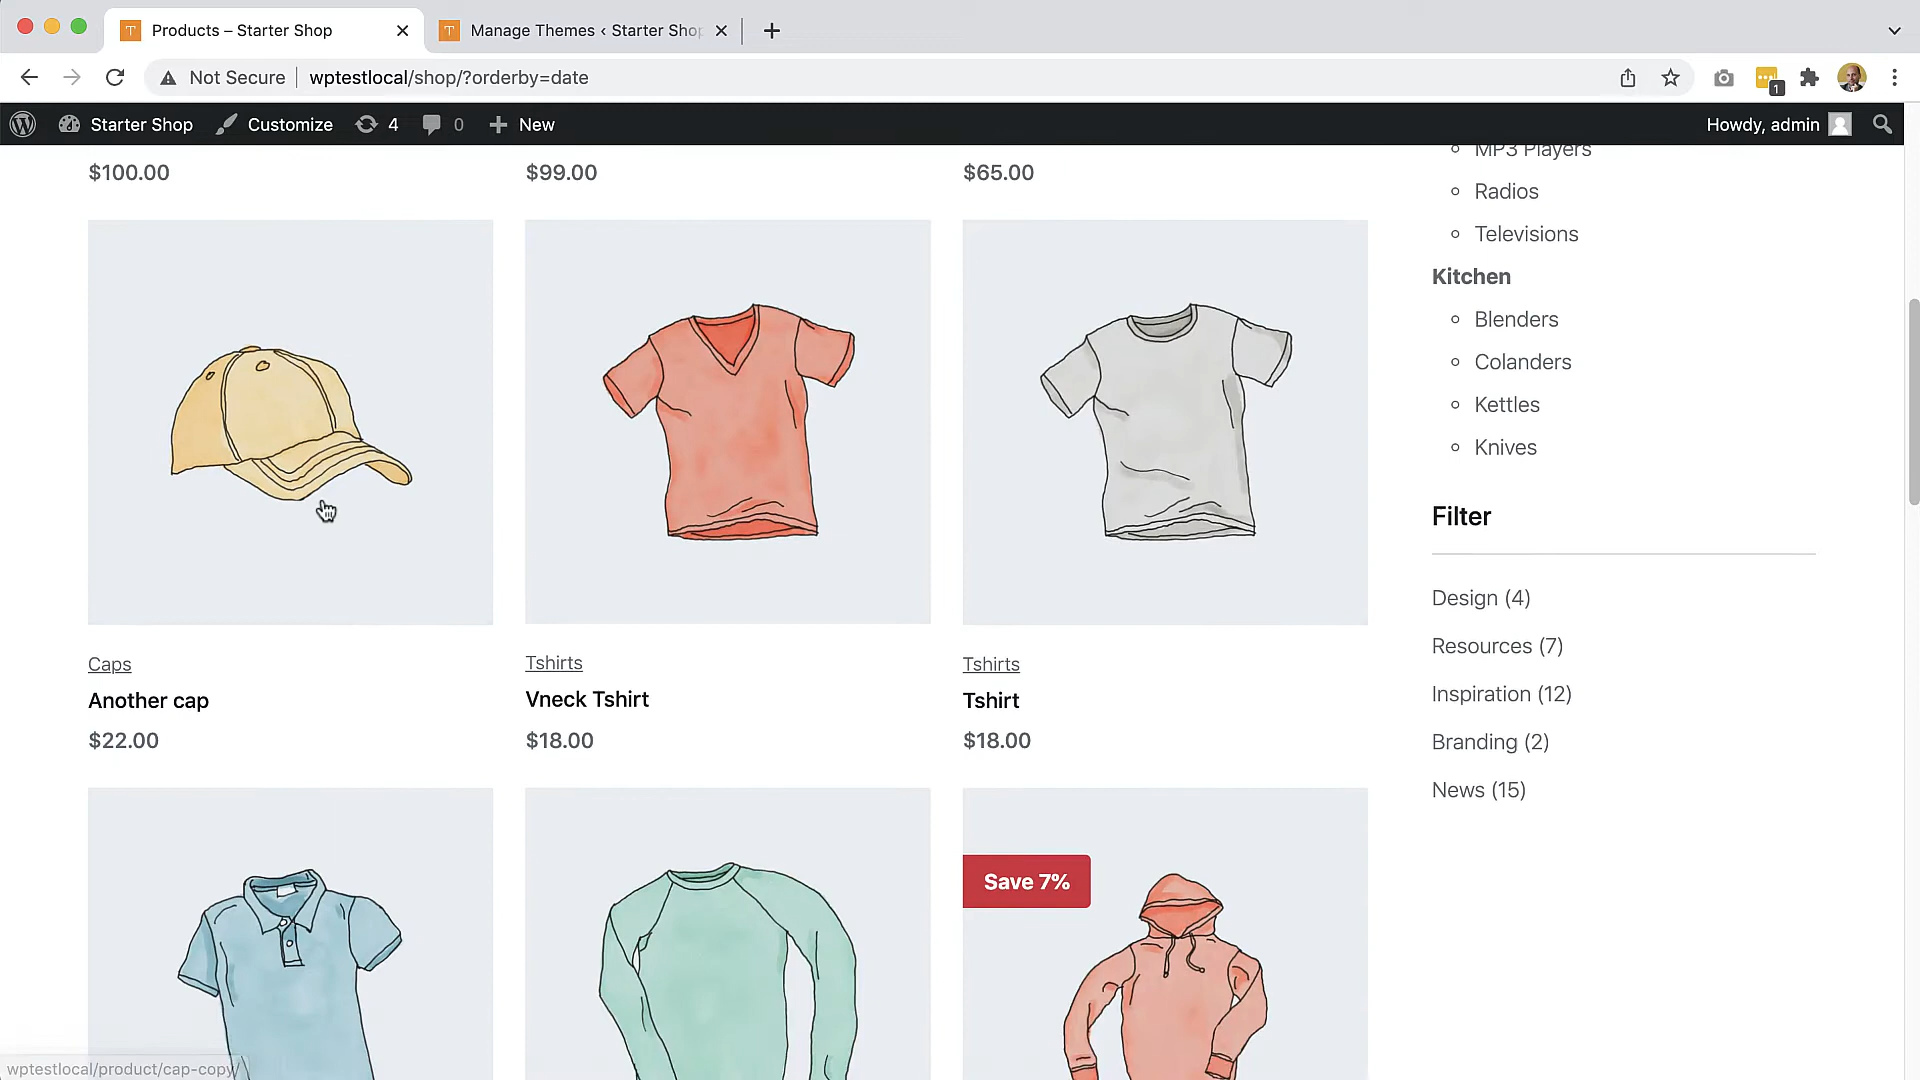 Products – Starter Shop
Manage Themes ‹ Starter Shop
Not Secure
wptestlocal/shop/?orderby=date
1
Starter Shop
Customize
4
0
New
Howdy, admin
$100.00
$99.00
$65.00
MP3 Players
Radios
Televisions
Kitchen
Blenders
Colanders
Kettles
Knives
Filter
Design (4)
Resources (7)
Inspiration (12)
Branding (2)
News (15)
Caps
Another cap
$22.00
Tshirts
Vneck Tshirt
$18.00
Tshirts
Tshirt
$18.00
Save 7%
wptestlocal/product/cap-copy/